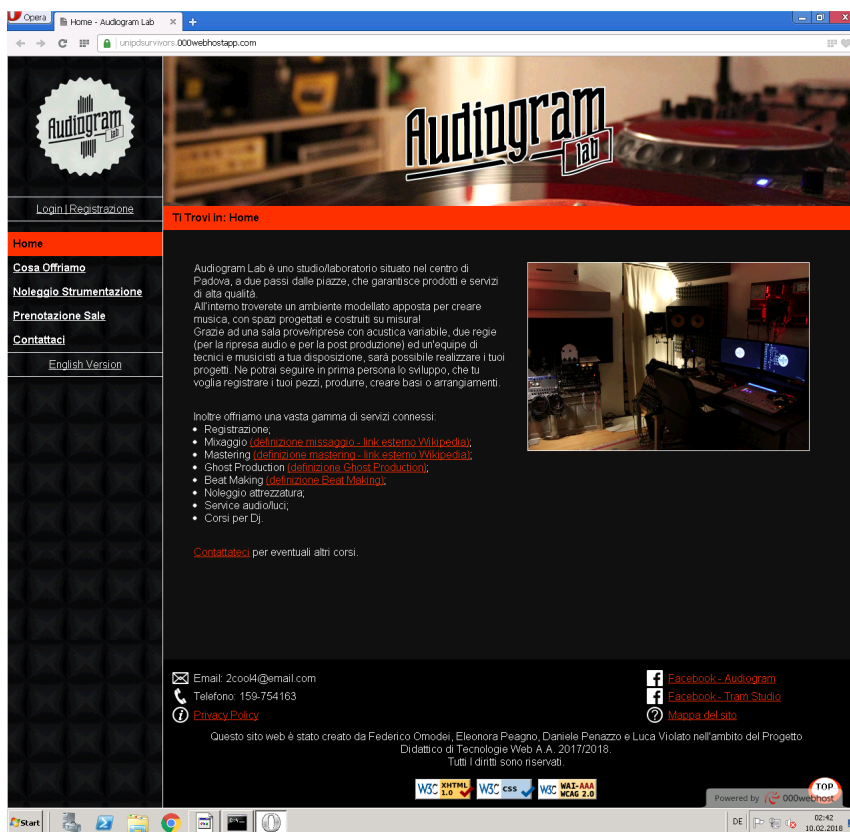 Opera
Home - Audiogram Lab
unipdsurvivors.000webhostapp.com
Audiogram
lab
Audiogram
lab
Login | Registrazione
Ti Trovi in: Home
Home
Cosa Offriamo
Noleggio Strumentazione
Prenotazione Sale
Contattaci
English Version
Audiogram Lab è uno studio/laboratorio situato nel centro di
Padova, a due passi dalle piazze, che garantisce prodotti e servizi
di alta qualità.
All'interno troverete un ambiente modellato apposta per creare
musica, con spazi progettati e costruiti su misura!
Grazie ad una sala prove/riprese con acustica variabile, due regie
(per la ripresa audio e per la post produzione) ed un'equipe di
tecnici e musicisti a tua disposizione, sarà possibile realizzare i tuoi
progetti. Ne potrai seguire in prima persona lo sviluppo, che tu
voglia registrare i tuoi pezzi, produrre, creare basi o arrangiamenti.
Inoltre offriamo una vasta gamma di servizi connessi:
Registrazione;
Mixaggio (definizione missaggio - link esterno Wikipedia);
Mastering (definizione mastering - link esterno Wikipedia);
Ghost Production (definizione Ghost Production);
Beat Making (definizione Beat Making);
Noleggio attrezzatura;
Service audio/luci;
Corsi per Dj.
Contattateci per eventuali altri corsi.
Email: 2cool4@email.com
Telefono: 159-754163
Privacy Policy
Facebook - Audiogram
Facebook - Tram Studio
Mappa del sito
Questo sito web è stato creato da Federico Omodei, Eleonora Peagno, Daniele Penazzo e Luca Violato nell'ambito del Progetto
Didattico di Tecnologie Web A.A. 2017/2018.
Tutti I diritti sono riservati.
W3C XHTML 1.0
W3C css
W3C WAI-AAA WCAG 2.0
TOP
Powered by 000webhost
Start
DE
02:42
10.02.2018